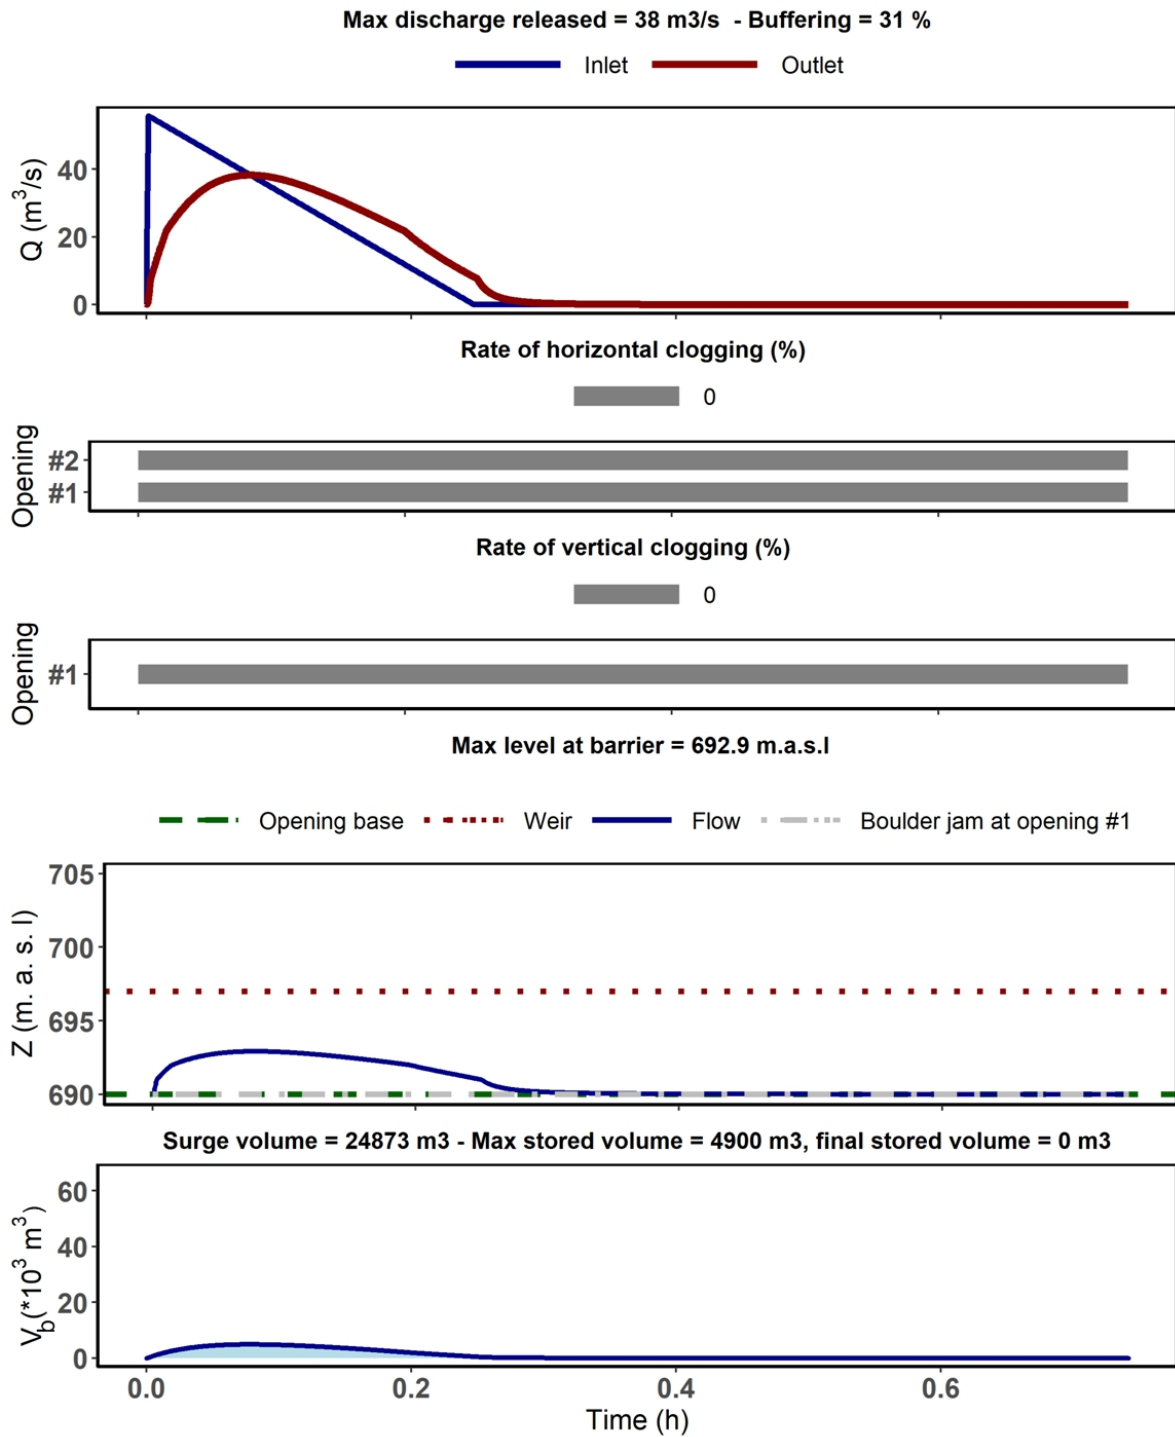 Max discharge released = 38 m3/s - Buffering = 31 %
Inlet Outlet
Q (m³/s)
40
20
0
Rate of horizontal clogging (%)
0
Opening
#2
#1
Rate of vertical clogging (%)
0
Opening
#1
Max level at barrier = 692.9 m.a.s.l
Opening base Weir Flow Boulder jam at opening #1
Z (m. a. s. l)
705
700
695
690
Surge volume = 24873 m3 - Max stored volume = 4900 m3, final stored volume = 0 m3
V_b(*10³ m³)
60
40
20
0
0.0 0.2 0.4 0.6
Time (h)